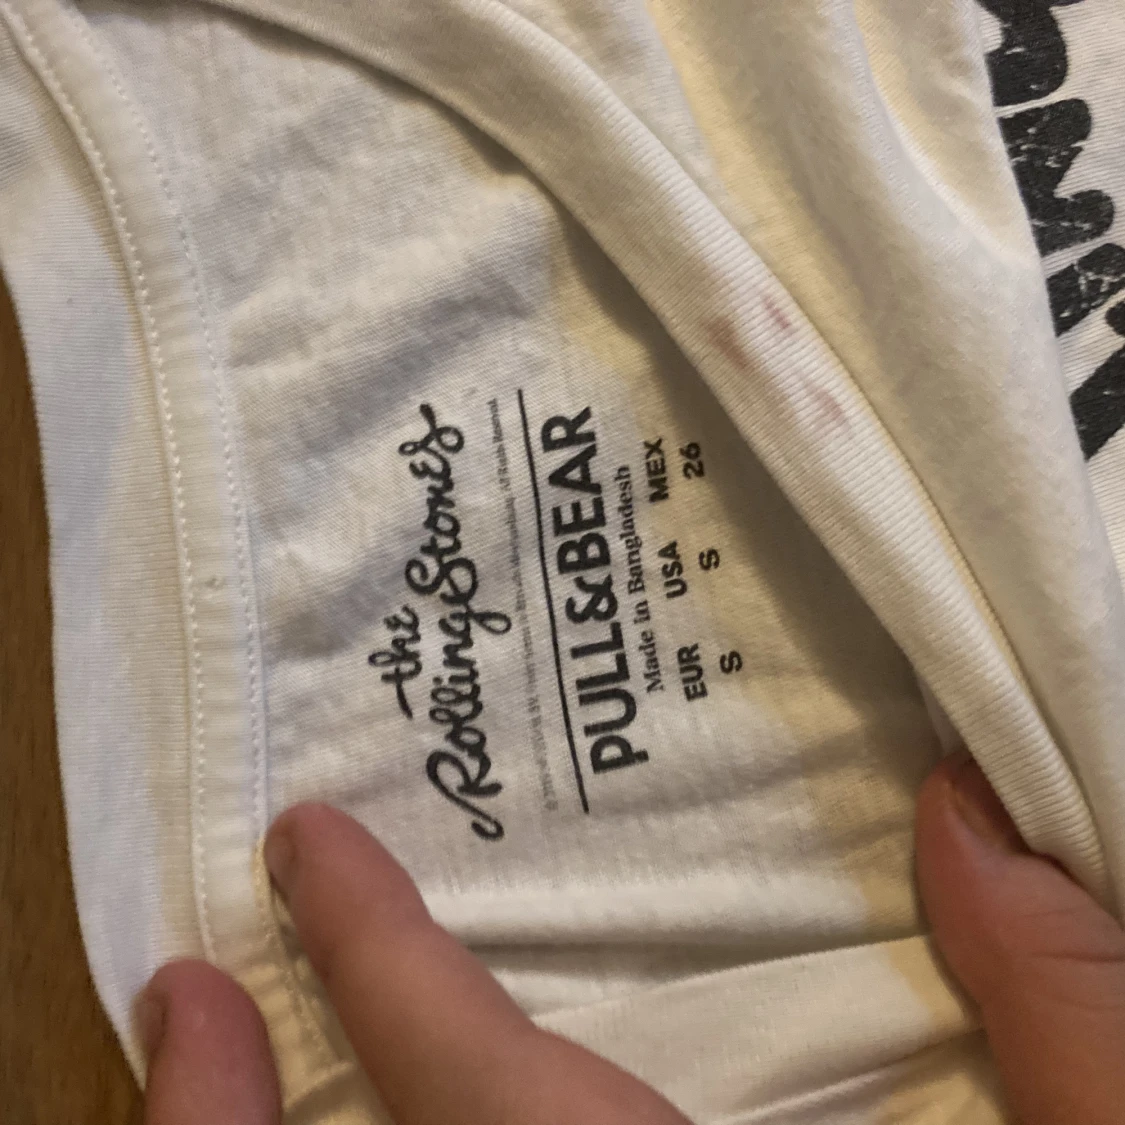 the
Rolling Stones
PULL&BEAR
Made in Bangladesh
EUR USA MEX
S S 26